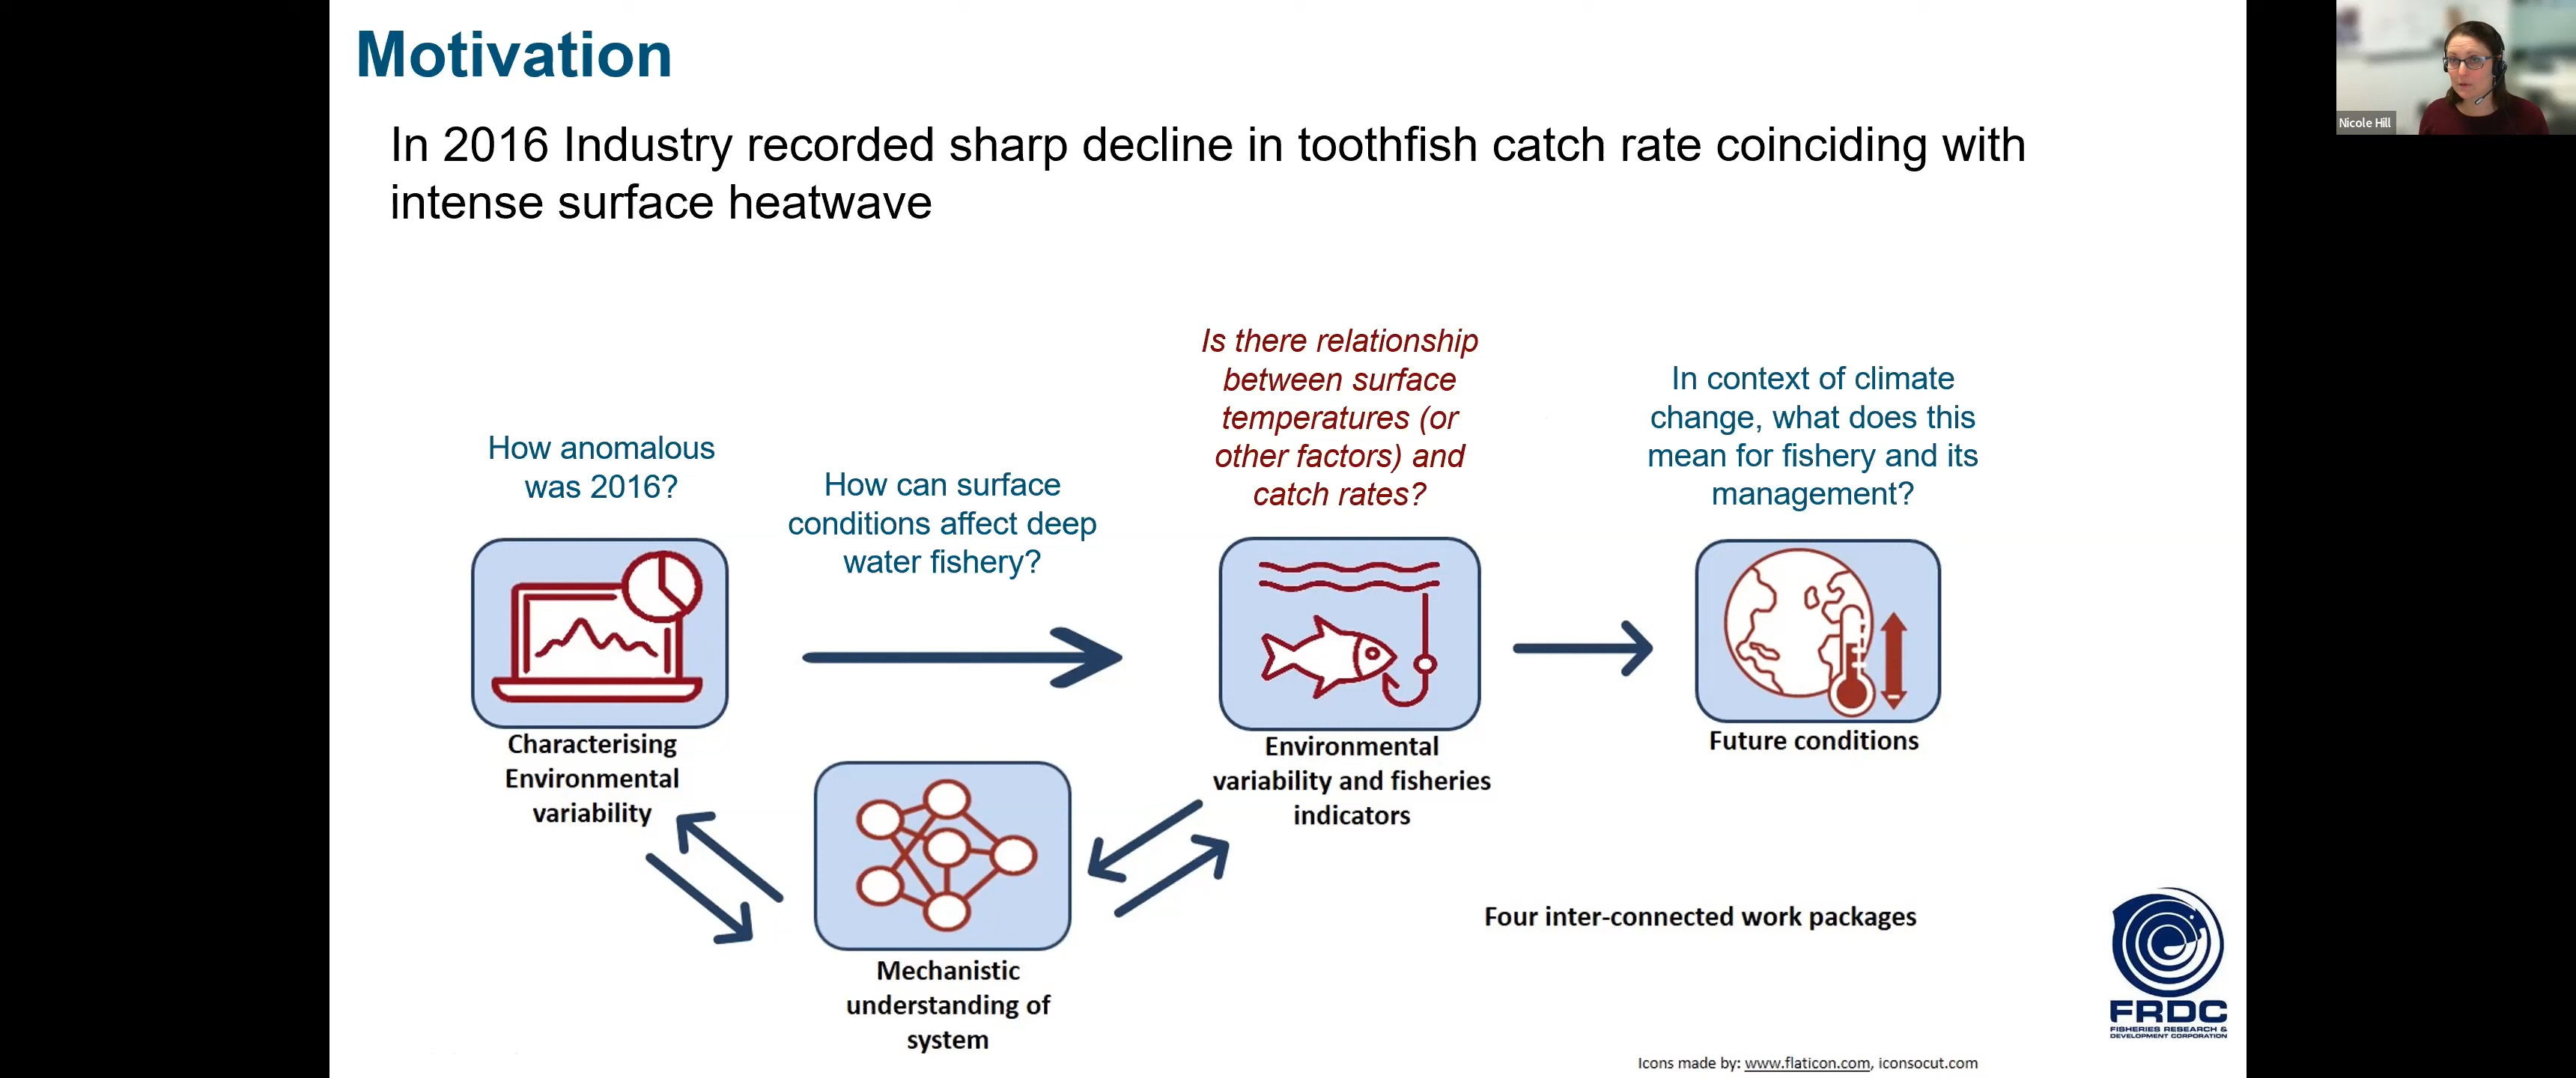 Motivation
In 2016 Industry recorded sharp decline in toothfish catch rate coinciding with
intense surface heatwave
Nicole Hill
How anomalous
was 2016?
How can surface
conditions affect deep
water fishery?
Is there relationship
between surface
temperatures (or
other factors) and
catch rates?
In context of climate
change, what does this
mean for fishery and its
management?
Characterising
Environmental
variability
Mechanistic
understanding of
system
Environmental
variability and fisheries
indicators
Future conditions
Four inter-connected work packages
FRDC
FISHERIES RESEARCH &
DEVELOPMENT CORPORATION
Icons made by: www.flaticon.com, iconsocut.com